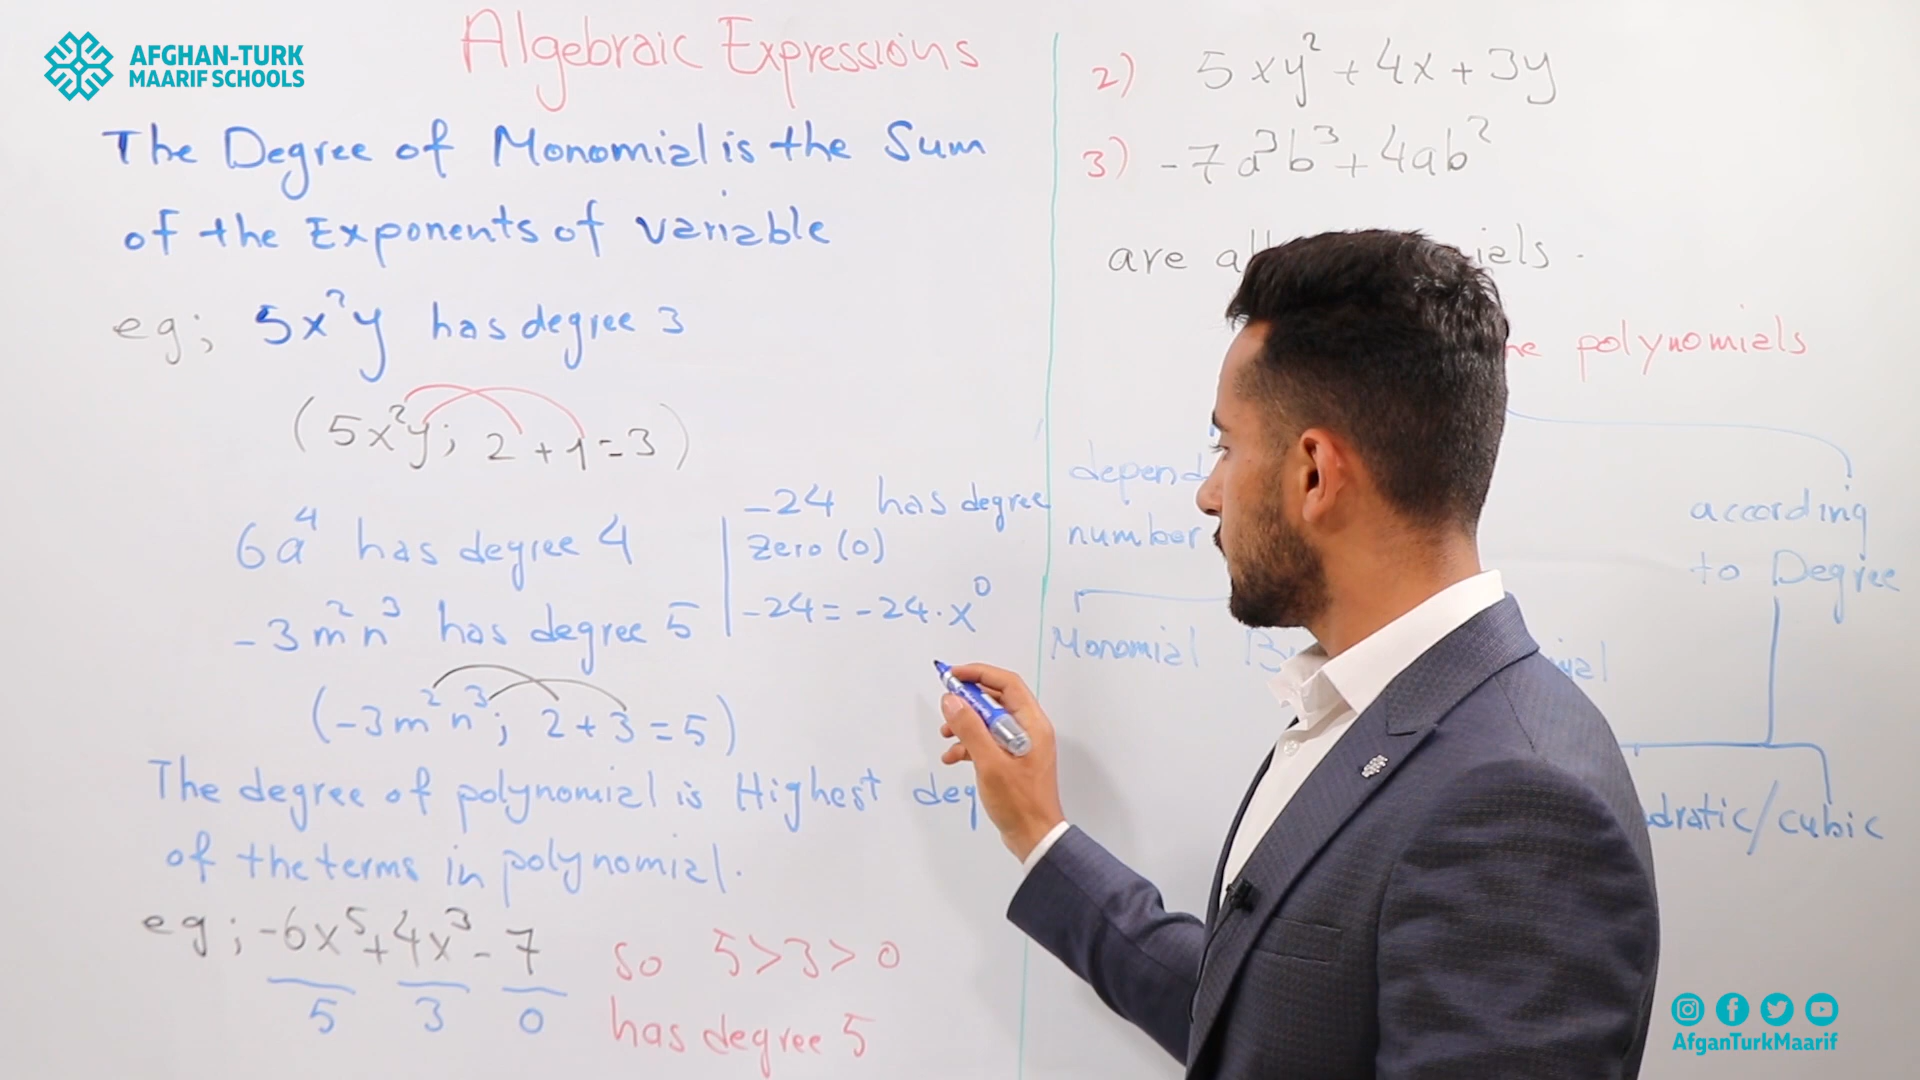 AFGHAN-TURK
MAARIF SCHOOLS
Algebraic Expressions
The Degree of Monomial is the Sum
of the Exponents of variable
eg; 5x²y has degree 3
(5x²y; 2 + 1 = 3)
6a⁴ has degree 4
-3m²n³ has degree 5
(-3m²n³; 2 + 3 = 5)
-24 has degree
Zero (0)
-24 = -24 · x⁰
The degree of polynomial is Highest deg
of the terms in polynomial.
eg; -6x⁵ + 4x³ - 7
5 3 0
so 5 > 3 > 0
has degree 5
2) 5xy² + 4x + 3y
3) -7a³b³ + 4ab²
are all
polynomials
depend
number
according
to Degree
Monomial
dratic/cubic
AfganTurkMaarif